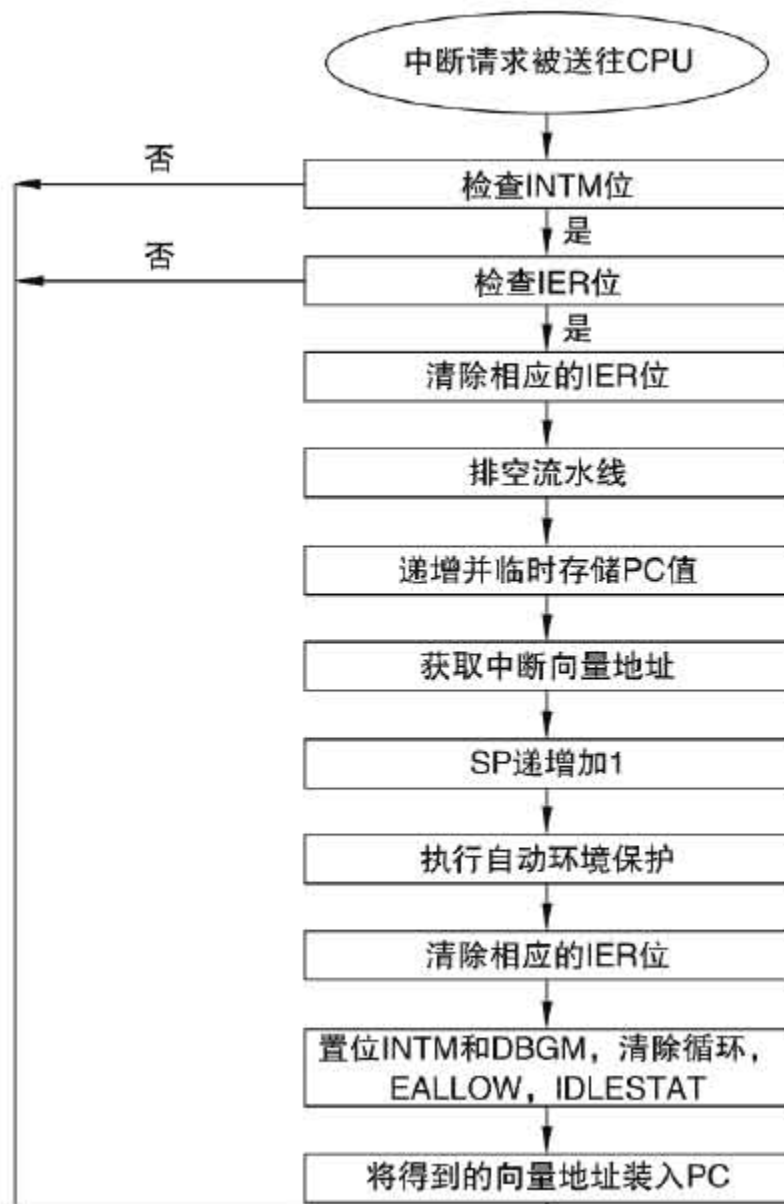 中断请求被送往CPU
否
检查INTM位
是
否
检查IER位
是
清除相应的IER位
排空流水线
递增并临时存储PC值
获取中断向量地址
SP递增加1
执行自动环境保护
清除相应的IER位
置位INTM和DBGM，清除循环，
EALLOW，IDLESTAT
将得到的向量地址装入PC